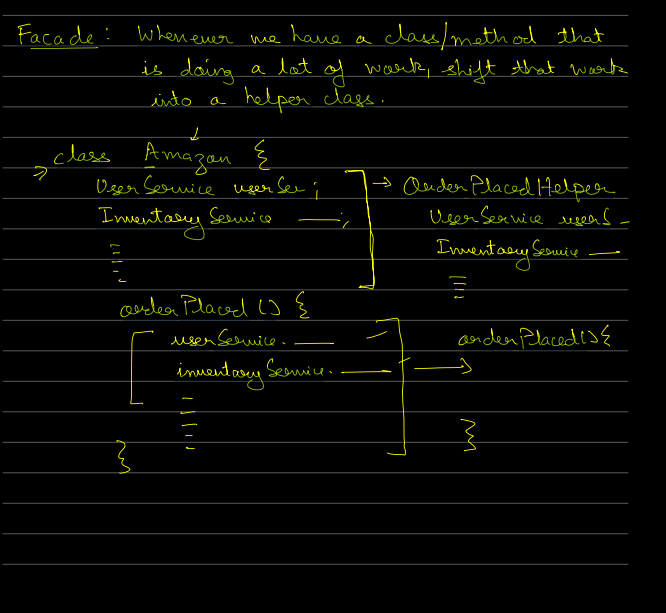 Facade : Whenever we have a class/method that
is doing a lot of work, shift that work
into a helper class.
class Amazon {
UserService userSer;
InventoryService ;
orderPlaced () {
userService.
inventoryService.
}
OrderPlacedHelper
UserService userS
InventoryService
orderPlaced () {
}